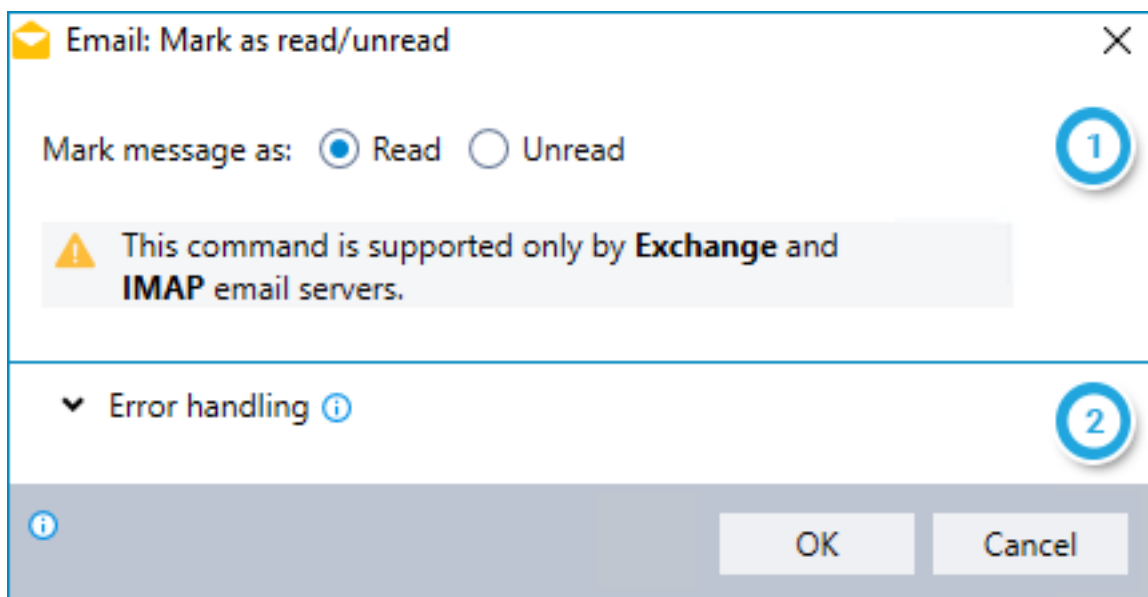 Email: Mark as read/unread
Mark message as: Read Unread
1
This command is supported only by Exchange and
IMAP email servers.
Error handling
2
OK Cancel